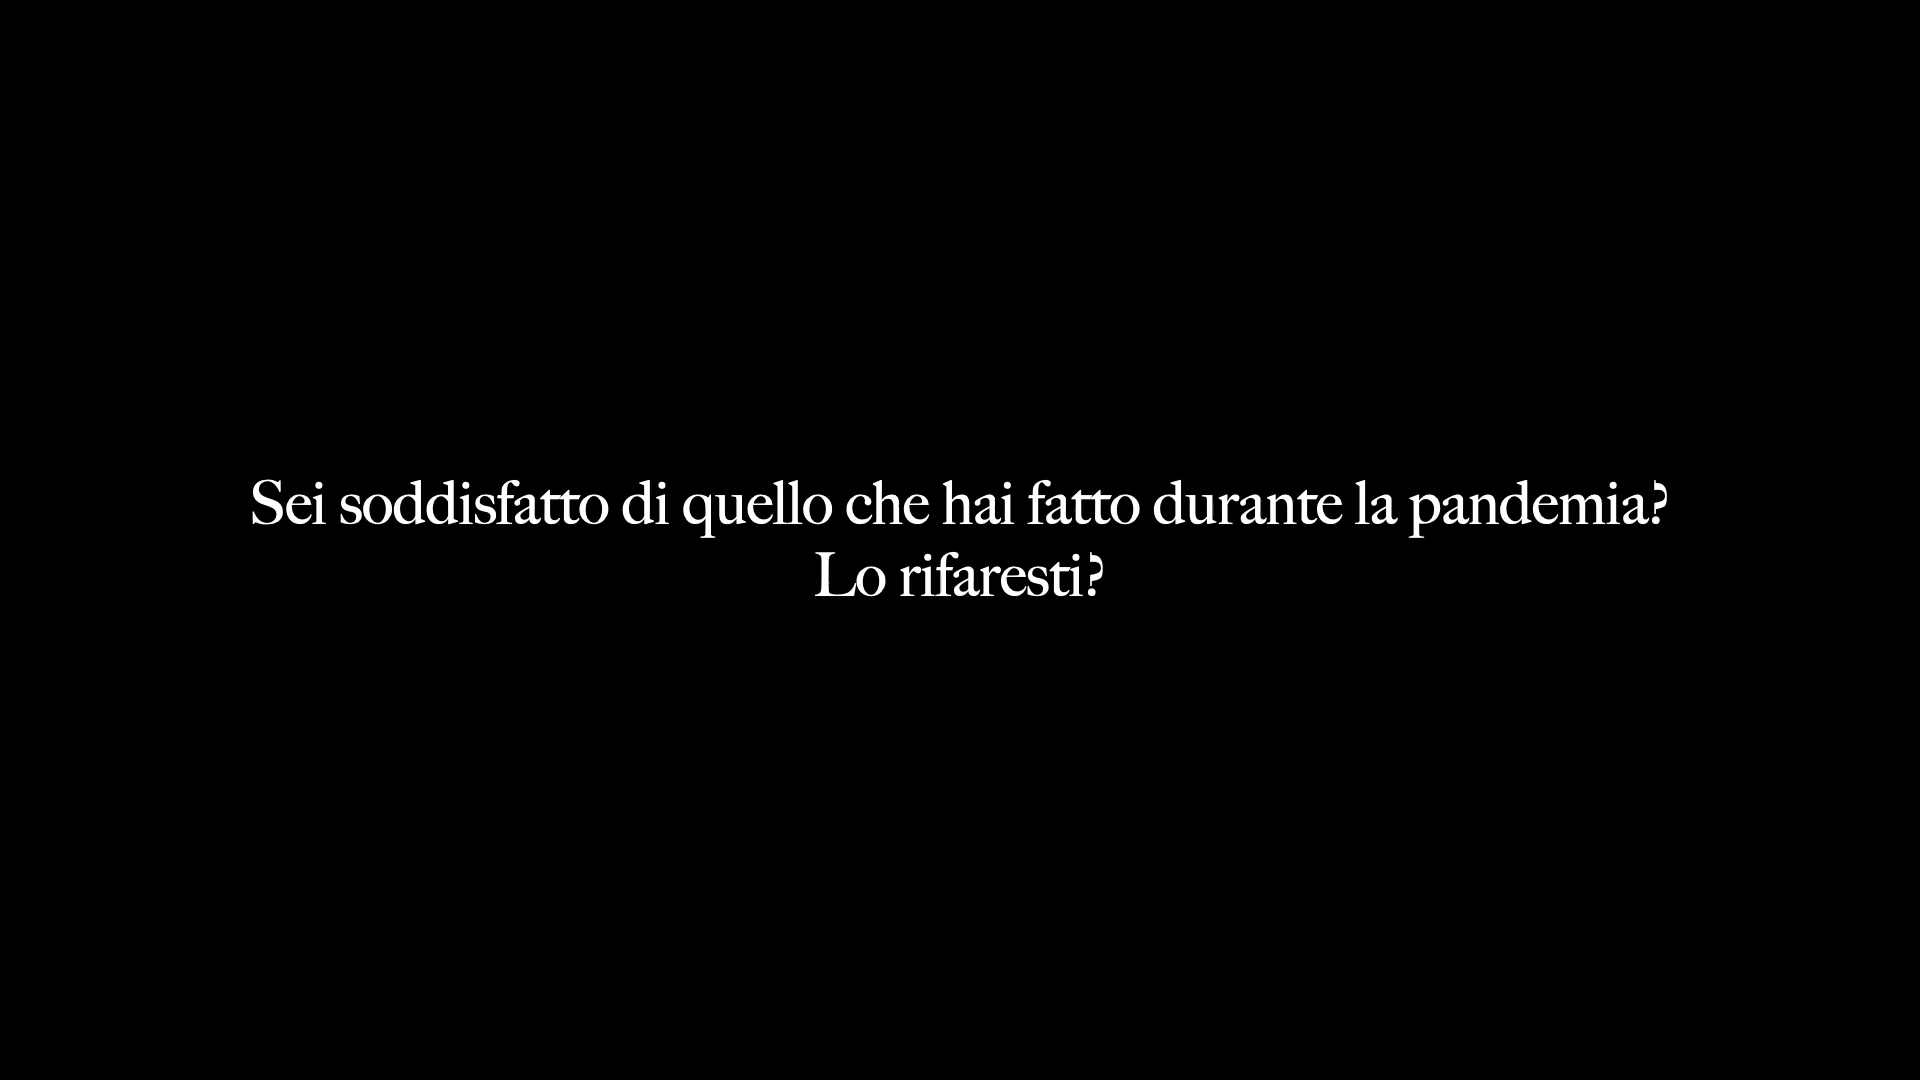 Sei soddisfatto di quello che hai fatto durante la pandemia?
Lo rifaresti?